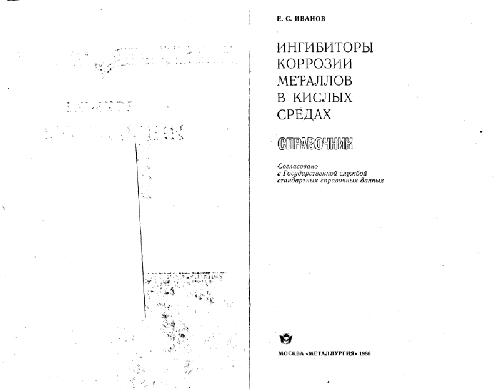 Е. С. ИВАНОВ
ИНГИБИТОРЫ
КОРРОЗИИ
МЕТАЛЛОВ
В КИСЛЫХ
СРЕДАХ
СПРАВОЧНИК
Согласовано
с Государственной службой
стандартных справочных данных
МОСКВА «МЕТАЛЛУРГИЯ» 1986